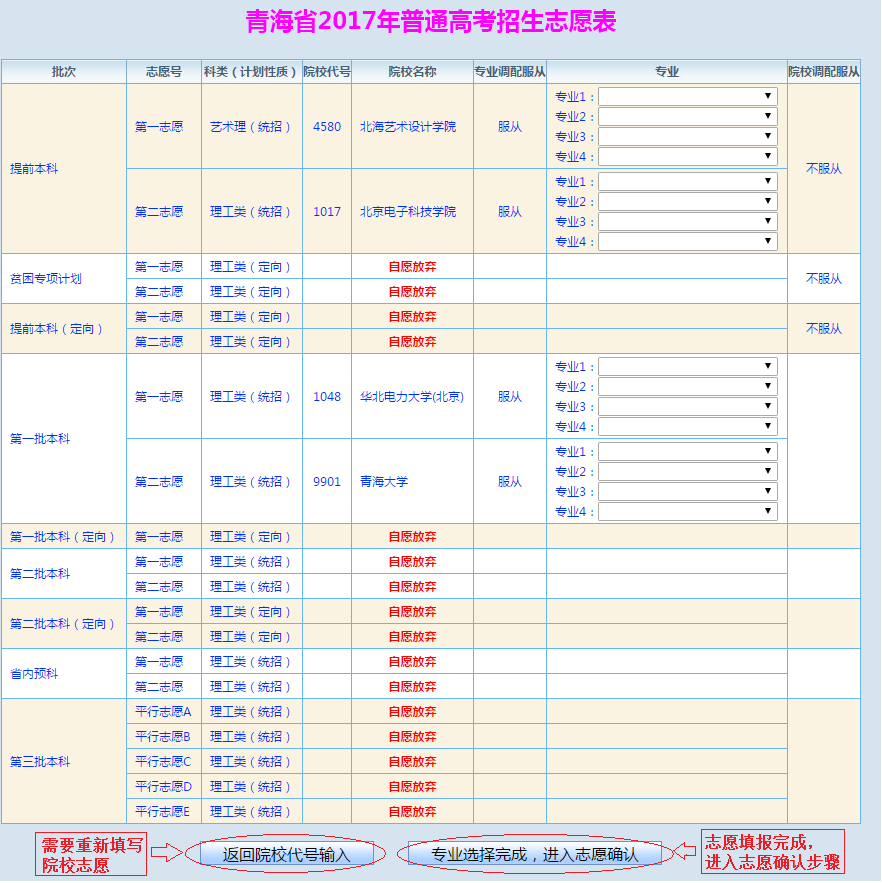 青海省2017年普通高考招生志愿表
批次 志愿号 科类（计划性质） 院校代号 院校名称 专业调配服从 专业 院校调配服从
提前本科 第一志愿 艺术理（统招） 4580 北海艺术设计学院 服从 不服从
专业1：
专业2：
专业3：
专业4：
第二志愿 理工类（统招） 1017 北京电子科技学院 服从
专业1：
专业2：
专业3：
专业4：
贫困专项计划 第一志愿 理工类（定向） 自愿放弃 不服从
第二志愿 理工类（定向） 自愿放弃
提前本科（定向） 第一志愿 理工类（定向） 自愿放弃 不服从
第二志愿 理工类（定向） 自愿放弃
第一批本科 第一志愿 理工类（统招） 1048 华北电力大学(北京) 服从
专业1：
专业2：
专业3：
专业4：
第二志愿 理工类（统招） 9901 青海大学 服从
专业1：
专业2：
专业3：
专业4：
第一批本科（定向） 第一志愿 理工类（定向） 自愿放弃
第二批本科 第一志愿 理工类（统招） 自愿放弃
第二志愿 理工类（统招） 自愿放弃
第二批本科（定向） 第一志愿 理工类（定向） 自愿放弃
第二志愿 理工类（定向） 自愿放弃
省内预科 第一志愿 理工类（统招） 自愿放弃
第二志愿 理工类（统招） 自愿放弃
第三批本科 平行志愿A 理工类（统招） 自愿放弃
平行志愿B 理工类（统招） 自愿放弃
平行志愿C 理工类（统招） 自愿放弃
平行志愿D 理工类（统招） 自愿放弃
平行志愿E 理工类（统招） 自愿放弃
需要重新填写
院校志愿
返回院校代号输入
专业选择完成，进入志愿确认
志愿填报完成，
进入志愿确认步骤